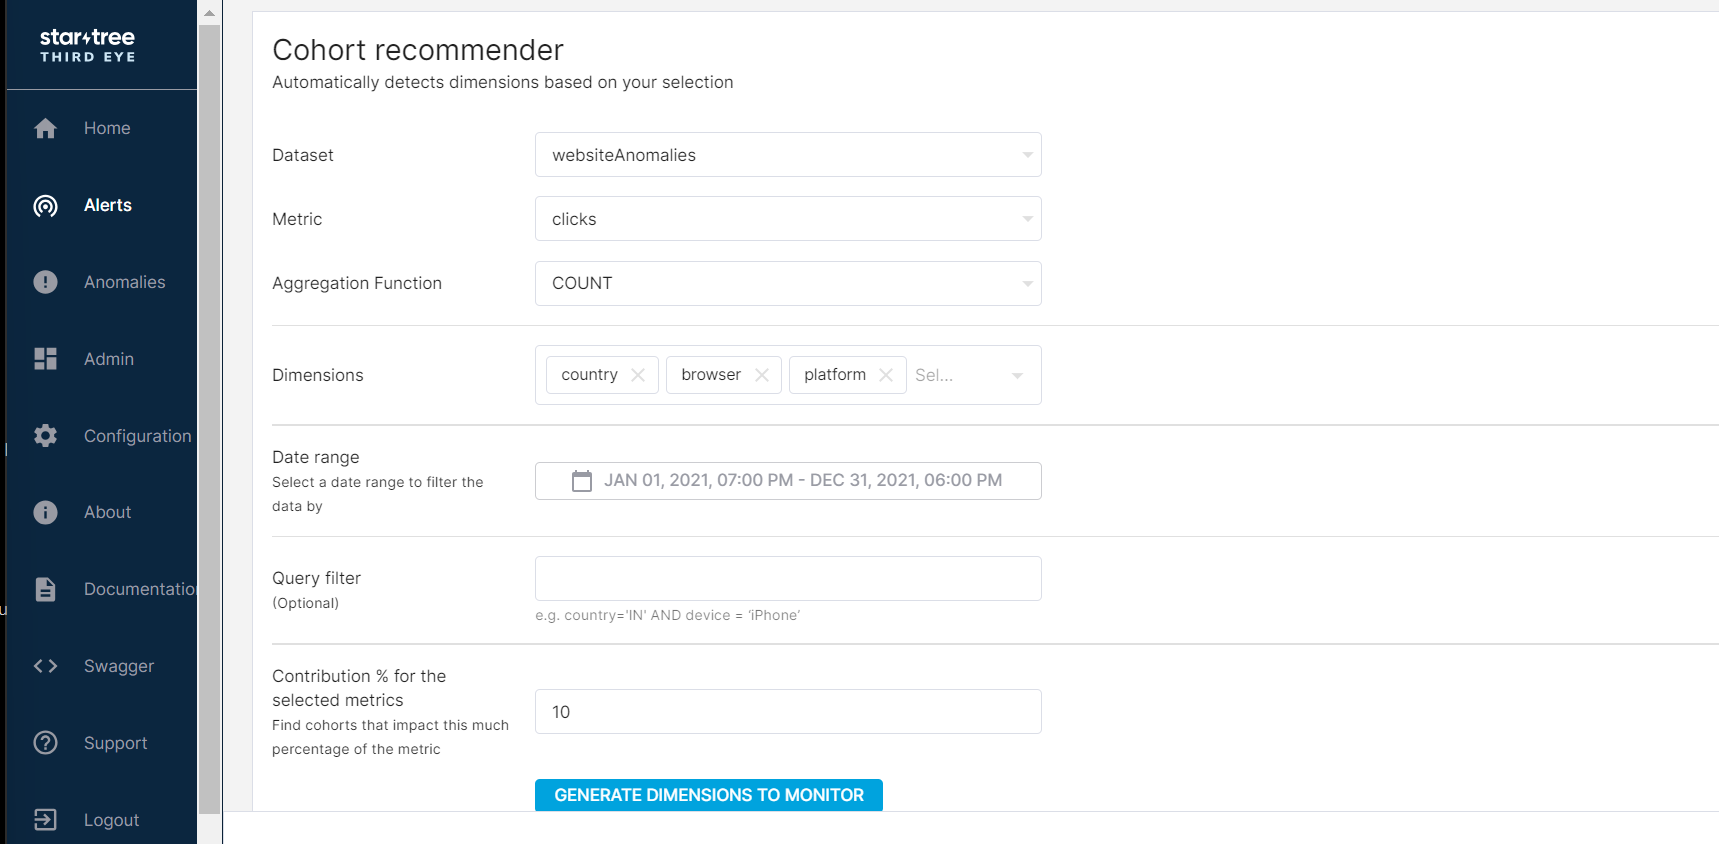 star tree
THIRD EYE
Home
Alerts
Anomalies
Admin
Configuration
About
Documentation
Swagger
Support
Logout
Cohort recommender
Automatically detects dimensions based on your selection
Dataset
websiteAnomalies
Metric
clicks
Aggregation Function
COUNT
Dimensions
country
browser
platform
Sel...
Date range
Select a date range to filter the
data by
JAN 01, 2021, 07:00 PM - DEC 31, 2021, 06:00 PM
Query filter
(Optional)
e.g. country='IN' AND device = 'iPhone'
Contribution % for the
selected metrics
Find cohorts that impact this much
percentage of the metric
10
GENERATE DIMENSIONS TO MONITOR